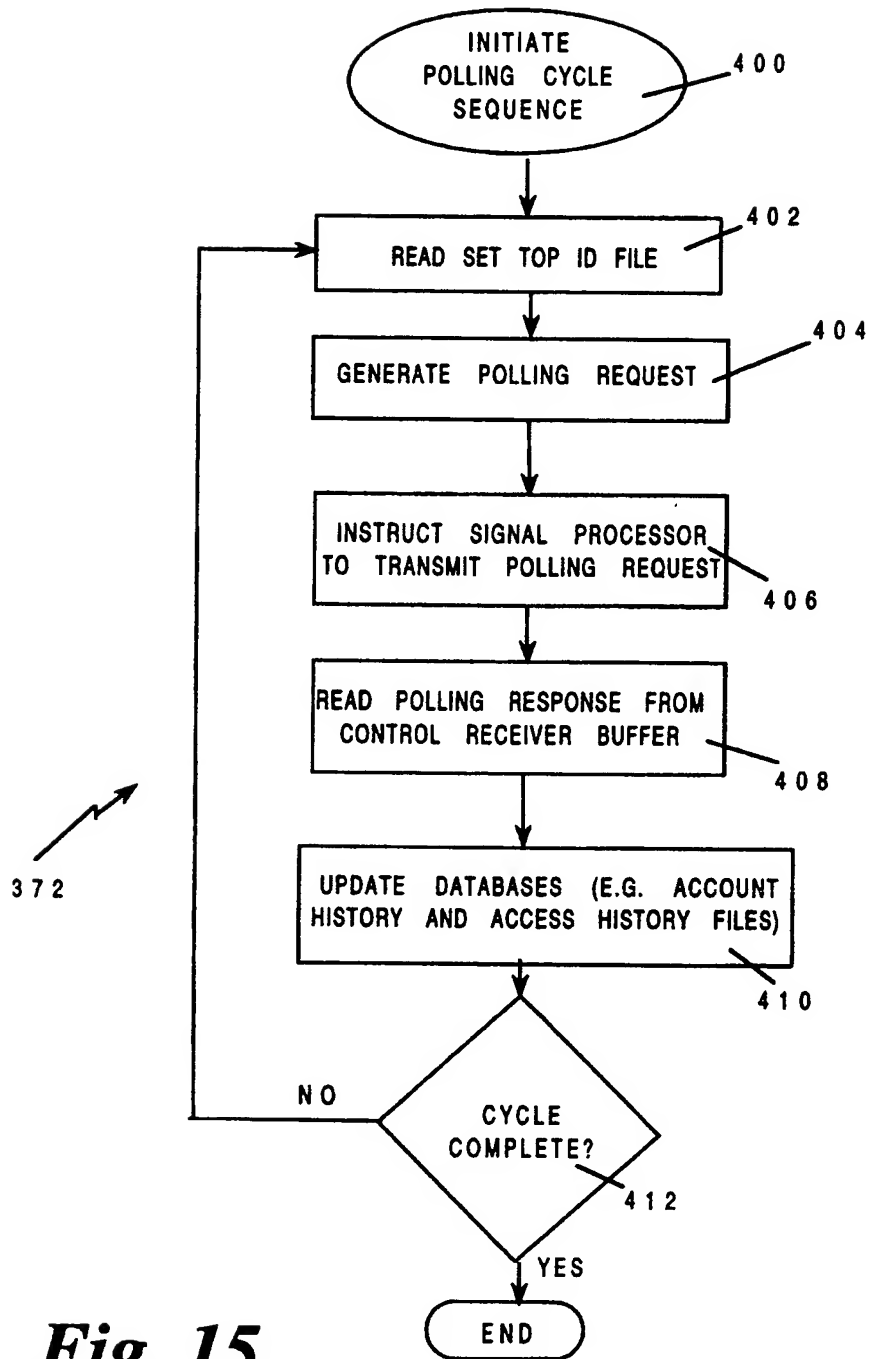 INITIATE
POLLING CYCLE
SEQUENCE
400
402
READ SET TOP ID FILE
404
GENERATE POLLING REQUEST
INSTRUCT SIGNAL PROCESSOR
TO TRANSMIT POLLING REQUEST
406
READ POLLING RESPONSE FROM
CONTROL RECEIVER BUFFER
408
372
UPDATE DATABASES (E.G. ACCOUNT
HISTORY AND ACCESS HISTORY FILES)
410
NO
CYCLE
COMPLETE?
412
YES
END
Fig. 15